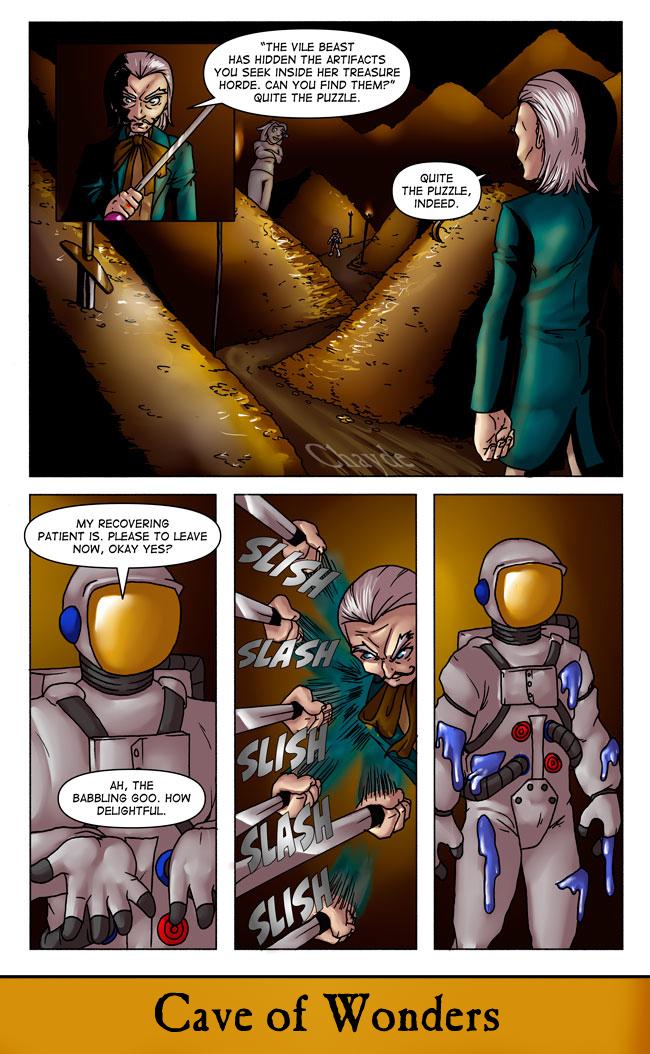 "THE VILE BEAST
HAS HIDDEN THE ARTIFACTS
YOU SEEK INSIDE HER TREASURE
HORDE. CAN YOU FIND THEM?"
QUITE THE PUZZLE.
QUITE
THE PUZZLE,
INDEED.
Chayde
MY RECOVERING
PATIENT IS. PLEASE TO LEAVE
NOW, OKAY YES?
AH, THE
BABBLING GOO. HOW
DELIGHTFUL.
SLISH
SLASH
SLISH
SLASH
SLISH
Cave of Wonders